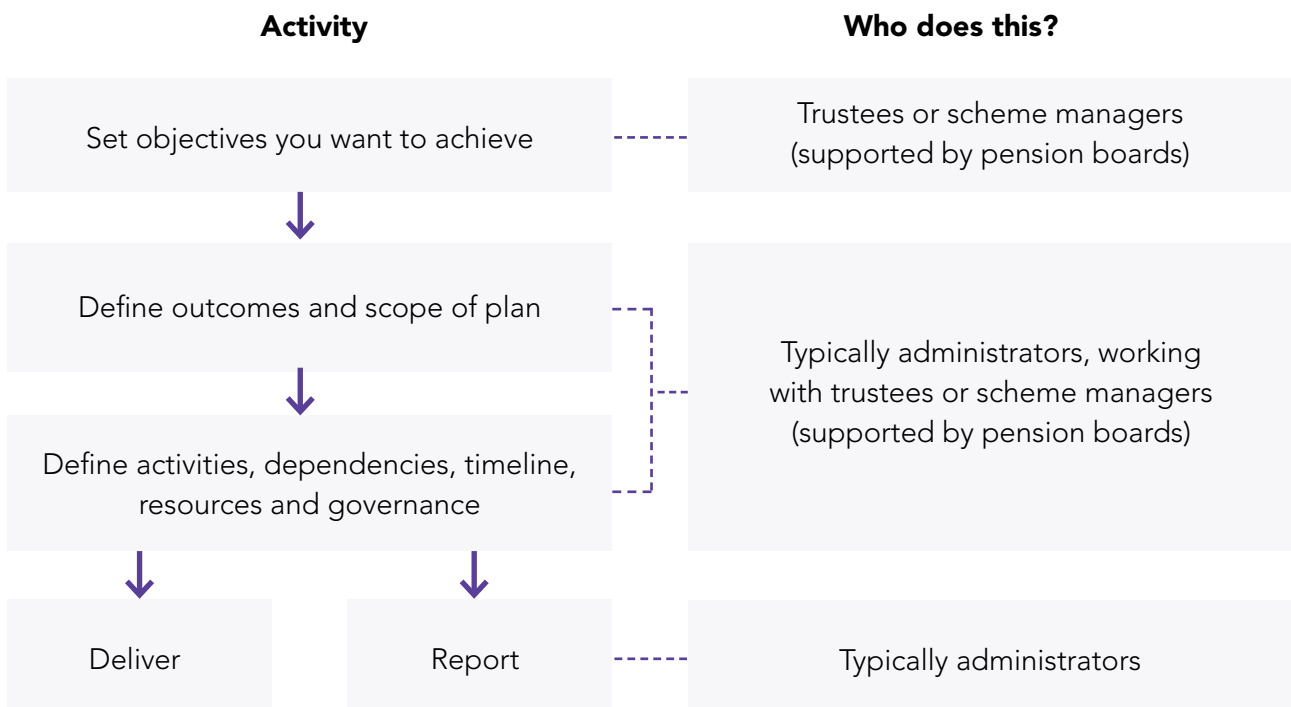 Activity
Who does this?
Set objectives you want to achieve
Trustees or scheme managers
(supported by pension boards)
Define outcomes and scope of plan
Typically administrators, working
with trustees or scheme managers
(supported by pension boards)
Define activities, dependencies, timeline,
resources and governance
Deliver
Report
Typically administrators